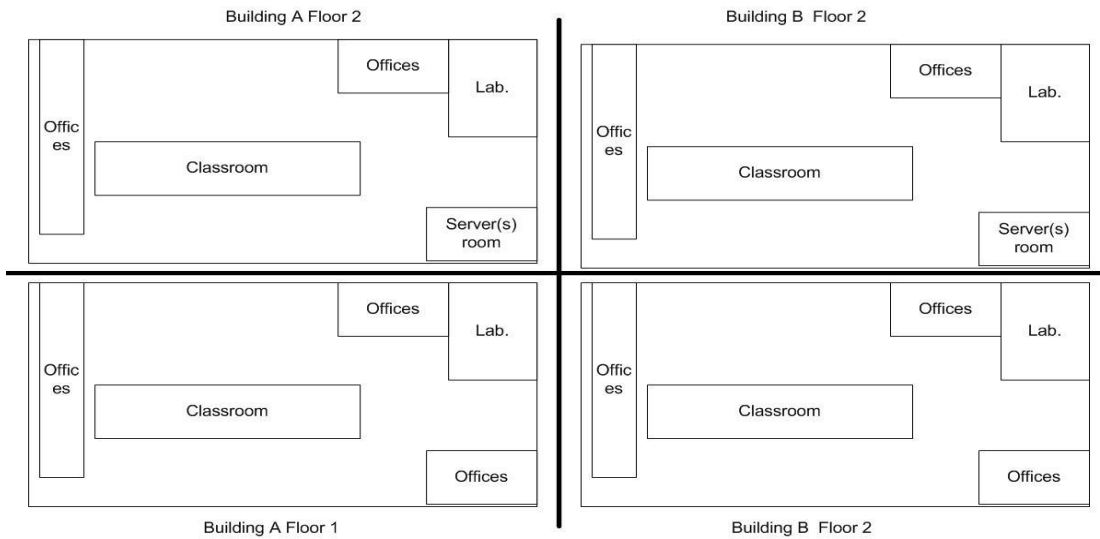 Building A Floor 2
Building B  Floor 2
Offices
Lab.
Offic
es
Classroom
Server(s)
room
Offices
Lab.
Offic
es
Classroom
Server(s)
room
Offices
Lab.
Offic
es
Classroom
Offices
Offices
Lab.
Offic
es
Classroom
Offices
Building A Floor 1
Building B  Floor 2